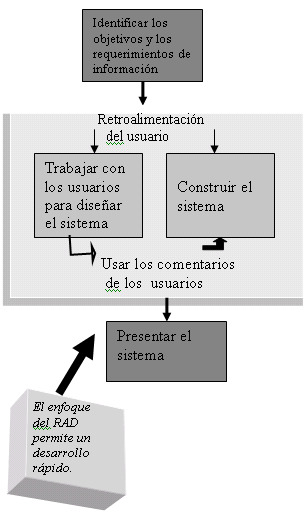 Identificar los
objetivos y los
requerimientos de
información
Retroalimentación
del usuario
Trabajar con
los usuarios
para diseñar
el sistema
Construir el
sistema
Usar los comentarios
de los usuarios
Presentar el
sistema
El enfoque
del RAD
permite un
desarrollo
rápido.